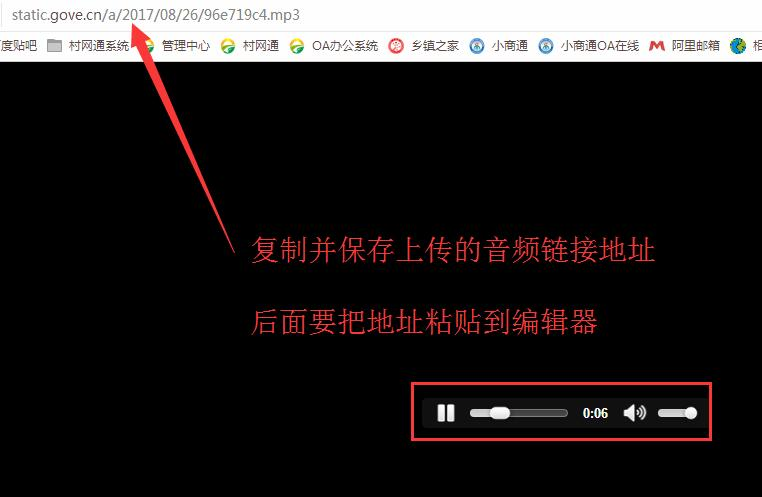 static.gove.cn/a/2017/08/26/96e719c4.mp3
度贴吧 村网通系统 管理中心 村网通 OA办公系统 乡镇之家 小商通 小商通OA在线 阿里邮箱 相
复制并保存上传的音频链接地址
后面要把地址粘贴到编辑器
0:06